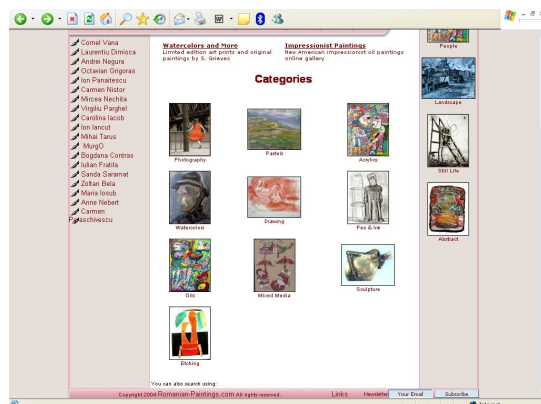 Cornel Vana
Laurentiu Dimisca
Andrei Negura
Octavian Grigoras
Ion Panaitescu
Carmen Nistor
Mircea Nechita
Virgiliu Parghel
Carolina Iacob
Ion Iancut
Mihai Tarus
MurgO
Bogdana Contras
Iulian Fratila
Sanda Saramat
Zoltan Bela
Maria Iosub
Anne Nebert
Carmen
Paraschivescu
Watercolors and More
Limited edition art prints and original
paintings by S. Grieves
Impressionist Paintings
New American impressionist oil paintings
online gallery
Categories
Photography
Pastels
Acrylics
Watercolors
Drawing
Pen & Ink
Oils
Mixed Media
Sculpture
Etching
You can also search using:
People
Landscape
Still Life
Abstract
Copyright 2004 Romanian-Paintings.com All rights reserved.
Links
Newsletter
Your Email
Subscribe